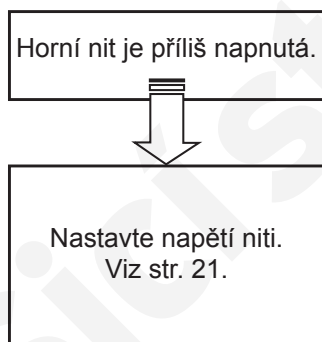 Horní nit je příliš napnutá.
Nastavte napětí niti.
Viz str. 21.